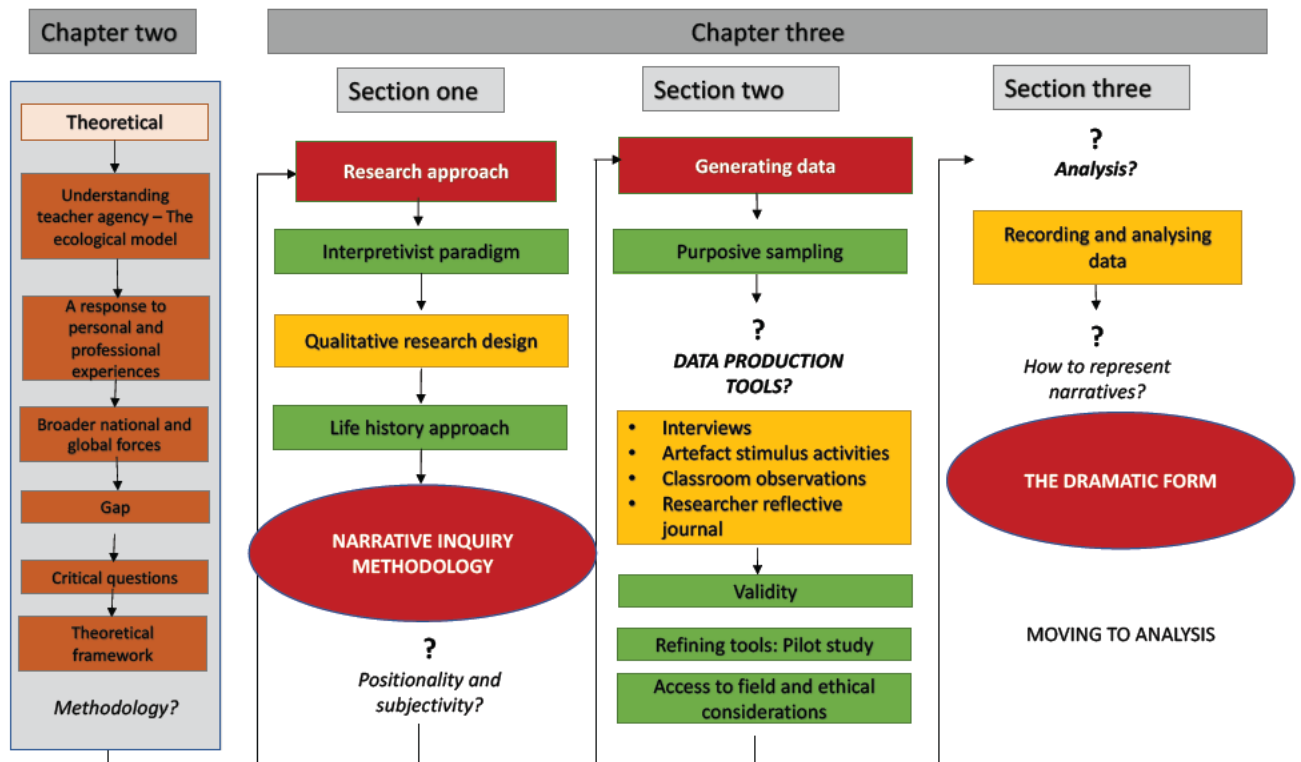 Chapter two
Theoretical
Understanding
teacher agency – The
ecological model
A response to
personal and
professional
experiences
Broader national and
global forces
Gap
Critical questions
Theoretical
framework
Methodology?
Chapter three
Section one
Research approach
Interpretivist paradigm
Qualitative research design
Life history approach
NARRATIVE INQUIRY
METHODOLOGY
?
Positionality and
subjectivity?
Section two
Generating data
Purposive sampling
?
DATA PRODUCTION
TOOLS?
• Interviews
• Artefact stimulus activities
• Classroom observations
• Researcher reflective
journal
Validity
Refining tools: Pilot study
Access to field and ethical
considerations
Section three
?
Analysis?
Recording and analysing
data
?
How to represent
narratives?
THE DRAMATIC FORM
MOVING TO ANALYSIS